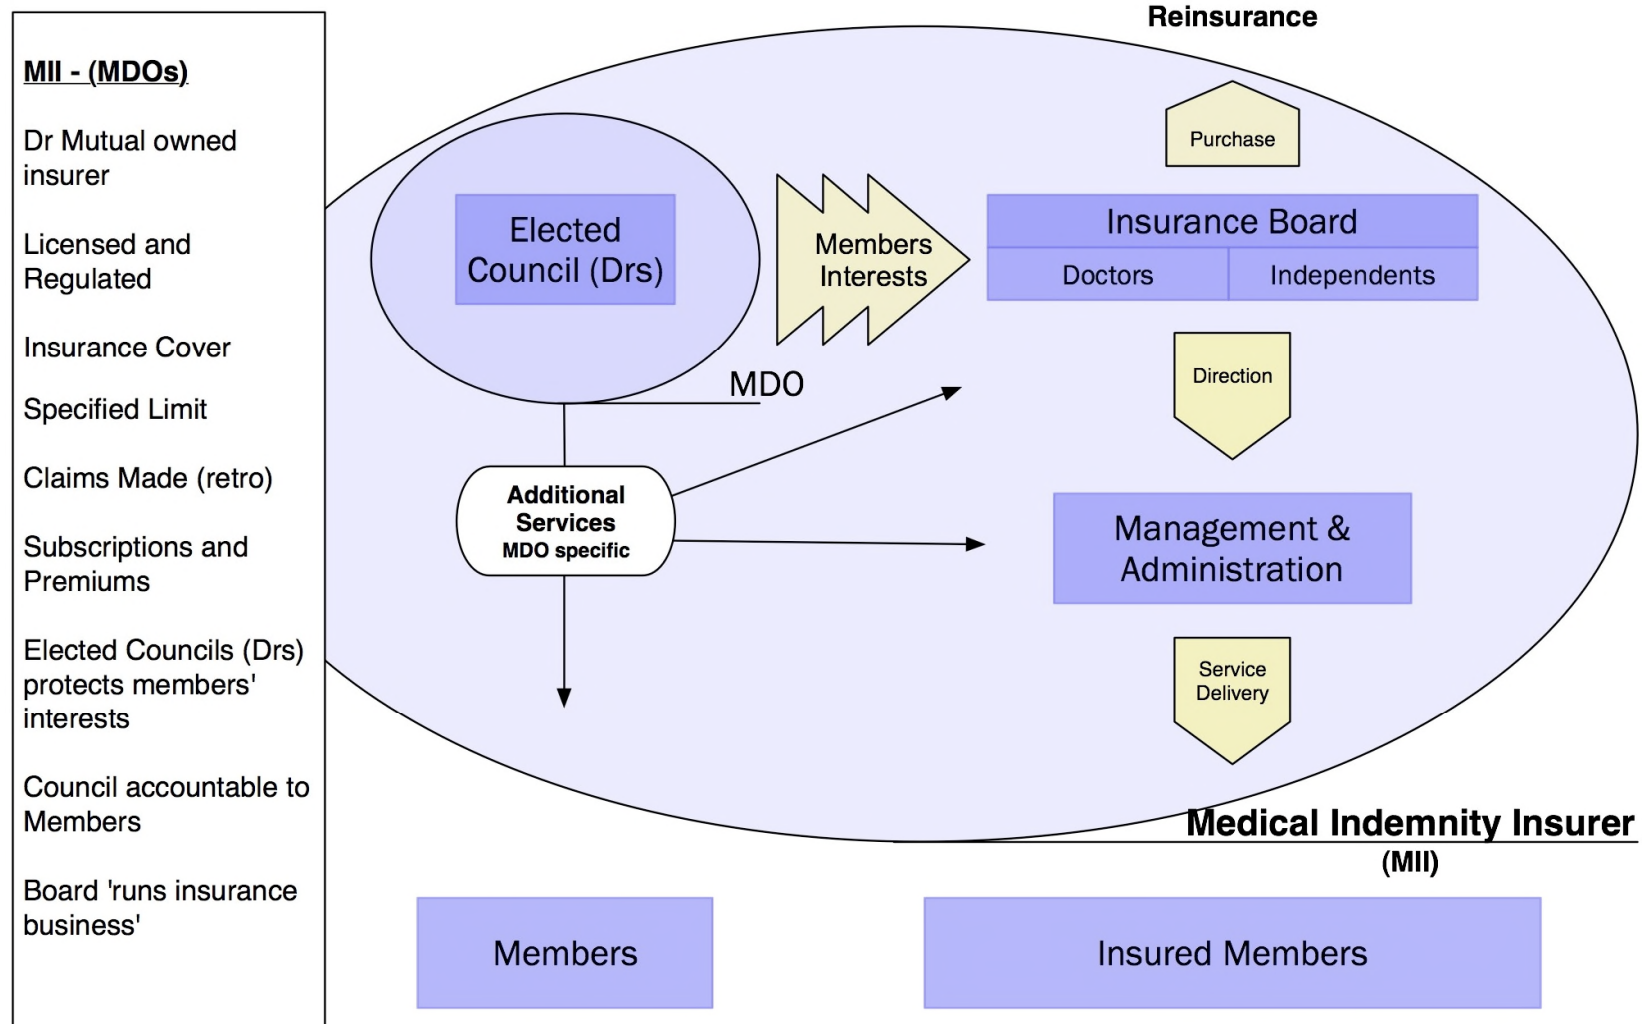 MII - (MDOs)
Dr Mutual owned
insurer
Licensed and
Regulated
Insurance Cover
Specified Limit
Claims Made (retro)
Subscriptions and
Premiums
Elected Councils (Drs)
protects members'
interests
Council accountable to
Members
Board 'runs insurance
business'
Reinsurance
Purchase
Elected
Council (Drs)
Members
Interests
Insurance Board
Doctors
Independents
MDO
Direction
Additional
Services
MDO specific
Management &
Administration
Service
Delivery
Medical Indemnity Insurer
(MII)
Members
Insured Members